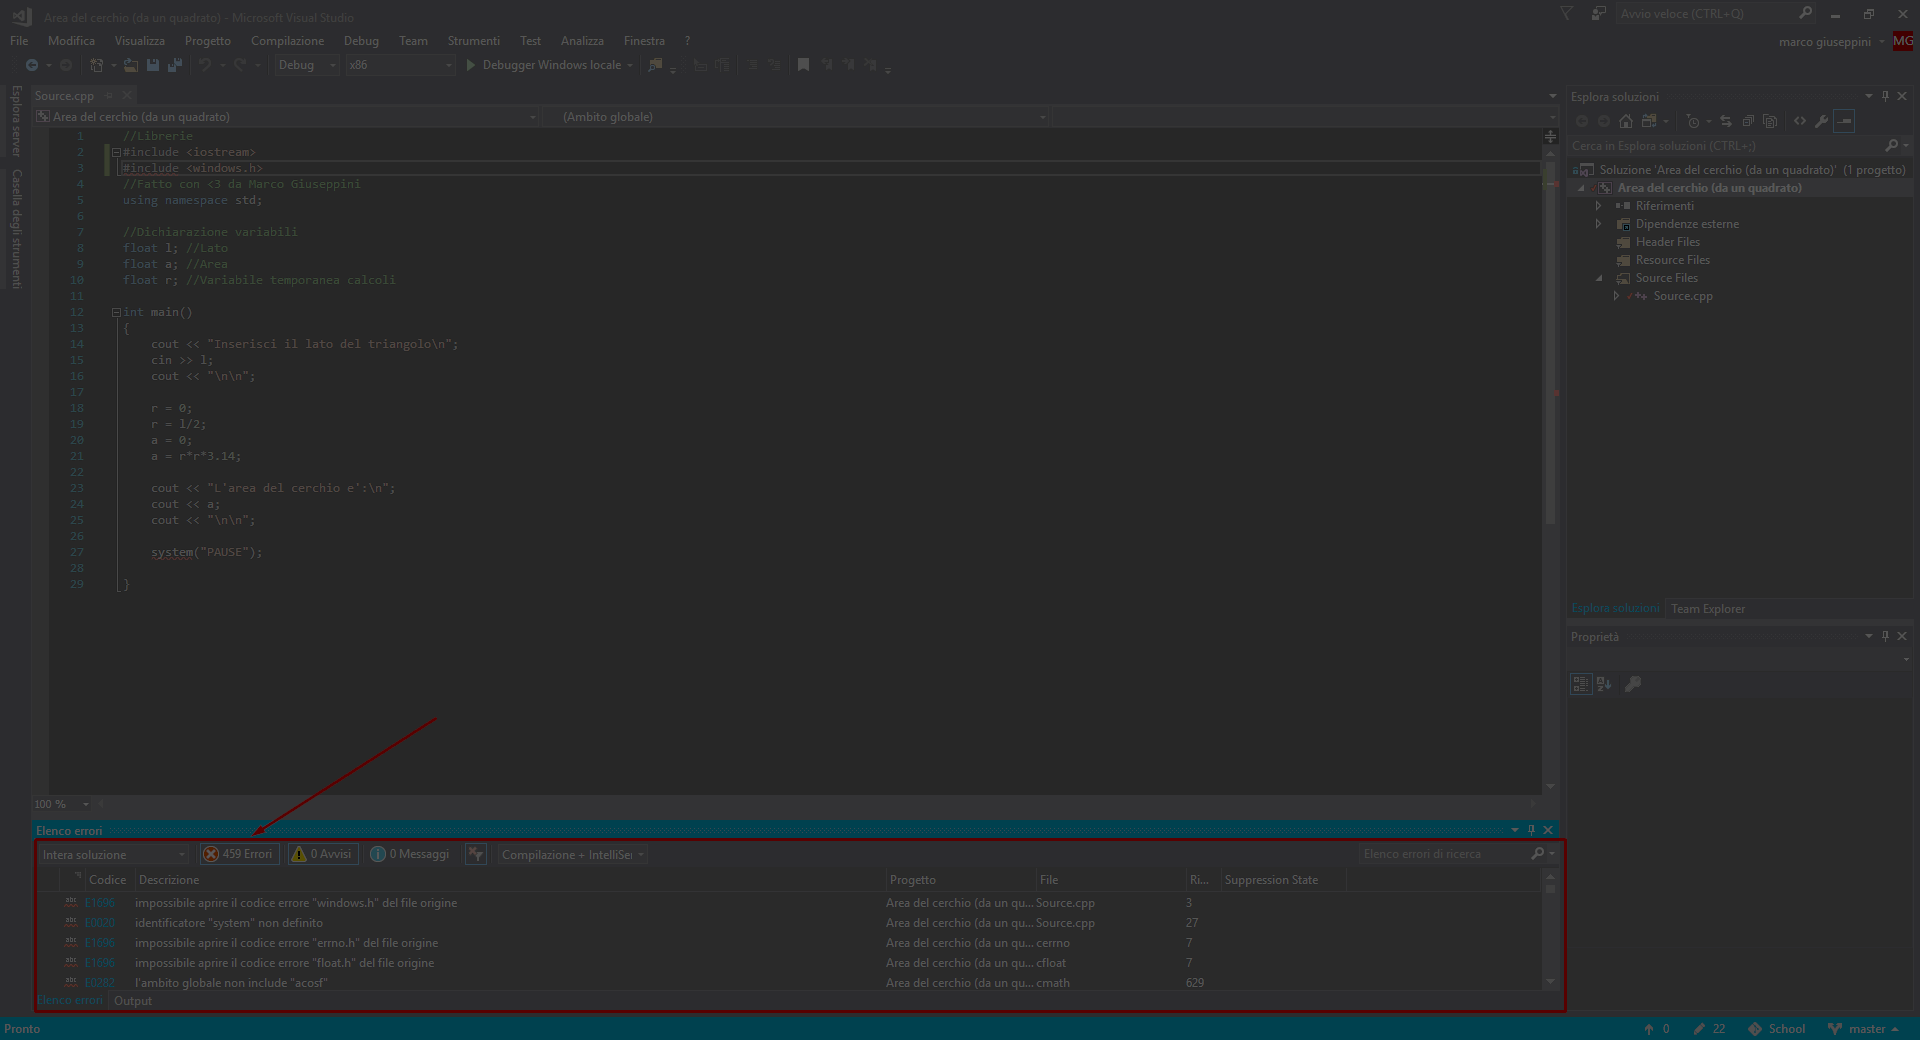 Area del cerchio (da un quadrato) - Microsoft Visual Studio
Avvio veloce (CTRL+Q)
File Modifica Visualizza Progetto Compilazione Debug Team Strumenti Test Analizza Finestra ?
marco giuseppini MG
Debug x86 Debugger Windows locale
Esplora server
Casella degli strumenti
Source.cpp
Area del cerchio (da un quadrato) (Ambito globale)
1 //Librerie
2 #include <iostream>
3 #include <windows.h>
4 //Fatto con <3 da Marco Giuseppini
5 using namespace std;
6
7 //Dichiarazione variabili
8 float l; //Lato
9 float a; //Area
10 float r; //Variabile temporanea calcoli
11
12 int main()
13 {
14 cout << "Inserisci il lato del triangolo\n";
15 cin >> l;
16 cout << "\n\n";
17
18 r = 0;
19 r = l/2;
20 a = 0;
21 a = r*r*3.14;
22
23 cout << "L'area del cerchio e':\n";
24 cout << a;
25 cout << "\n\n";
26
27 system("PAUSE");
28
29 }
100 %
Esplora soluzioni
Cerca in Esplora soluzioni (CTRL+;)
Soluzione 'Area del cerchio (da un quadrato)' (1 progetto)
Area del cerchio (da un quadrato)
Riferimenti
Dipendenze esterne
Header Files
Resource Files
Source Files
Source.cpp
Esplora soluzioni Team Explorer
Proprietà
Elenco errori
Intera soluzione 459 Errori 0 Avvisi 0 Messaggi Compilazione + IntelliSe Elenco errori di ricerca
Codice Descrizione Progetto File Ri... Suppression State
abc E1696 impossibile aprire il codice errore "windows.h" del file origine Area del cerchio (da un qu... Source.cpp 3
abc E0020 identificatore "system" non definito Area del cerchio (da un qu... Source.cpp 27
abc E1696 impossibile aprire il codice errore "errno.h" del file origine Area del cerchio (da un qu... cerrno 7
abc E1696 impossibile aprire il codice errore "float.h" del file origine Area del cerchio (da un qu... cfloat 7
abc E0282 l'ambito globale non include "acosf" Area del cerchio (da un qu... cmath 629
Elenco errori Output
Pronto 0 22 School master